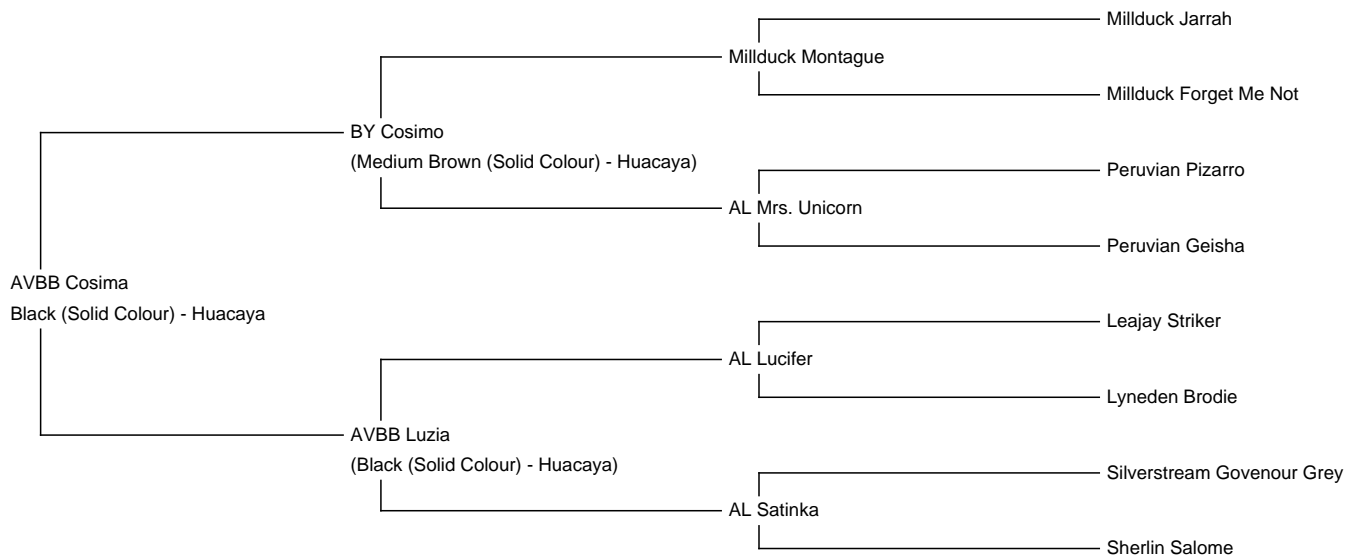 Millduck Jarrah
Millduck Montague
Millduck Forget Me Not
BY Cosimo
(Medium Brown (Solid Colour) - Huacaya)
Peruvian Pizarro
AL Mrs. Unicorn
Peruvian Geisha
AVBB Cosima
Black (Solid Colour) - Huacaya
Leajay Striker
AL Lucifer
Lyneden Brodie
AVBB Luzia
(Black (Solid Colour) - Huacaya)
Silverstream Govenour Grey
AL Satinka
Sherlin Salome